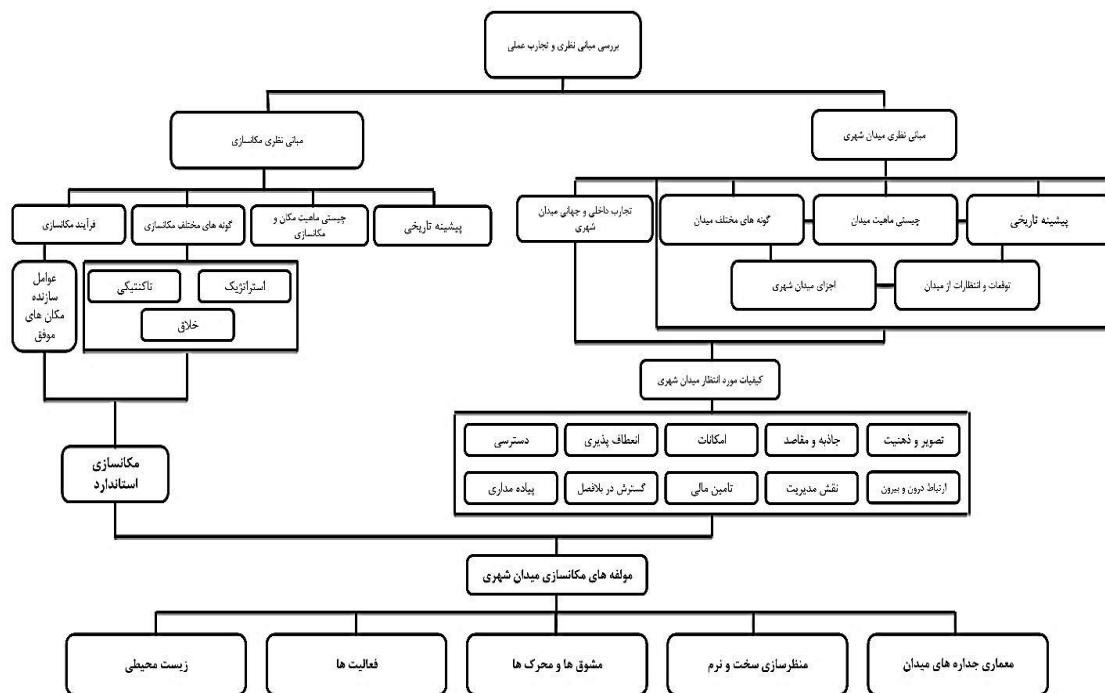 بررسی مبانی نظری و تجارب عملی
مبانی نظری میدان شهری
مبانی نظری مکانسازی
پیشینه تاریخی
چیستی ماهیت میدان
گونه های مختلف میدان
تجارب داخلی و جهانی میدان
شهری
پیشینه تاریخی
چیستی ماهیت مکان و
مکانسازی
گونه های مختلف مکانسازی
فرآیند مکانسازی
توقعات و انتظارات از میدان
اجزای میدان شهری
استراتژیک
تاکنتیکی
خلاق
عوامل
سازنده
مکان های
موفق
کیفیات مورد انتظار میدان شهری
تصویر و ذهنیت
جاذبه و مقاصد
امکانات
انعطاف پذیری
دسترسی
ارتباط درون و بیرون
نقش مدیریت
تامین مالی
گسترش در بلافصل
پیاده مداری
مکانسازی
استاندارد
مولفه های مکانسازی میدان شهری
معماری جداره های میدان
منظرسازی سخت و نرم
مشوق ها و محرک ها
فعالیت ها
زیست محیطی